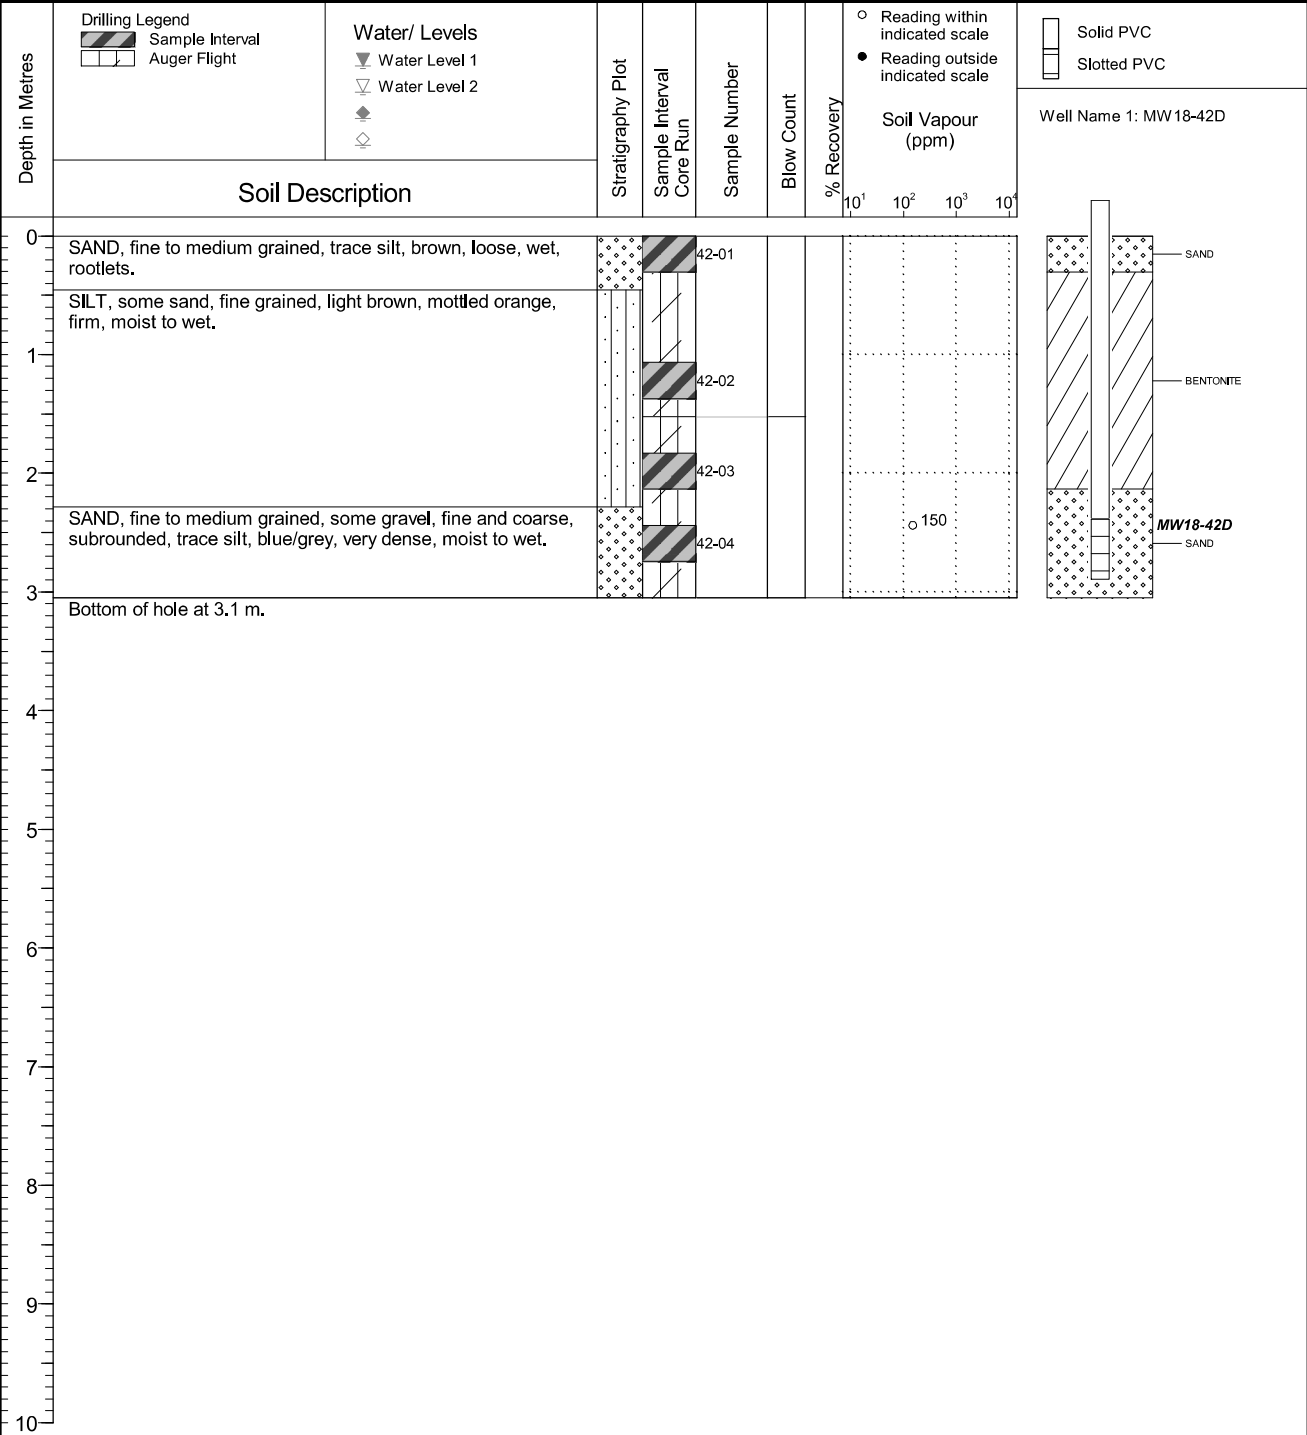 Depth in Metres
Drilling Legend
Sample Interval
Auger Flight
Water/ Levels
Water Level 1
Water Level 2
Soil Description
Stratigraphy Plot
Sample Interval
Core Run
Sample Number
Blow Count
% Recovery
Reading within
indicated scale
Reading outside
indicated scale
Soil Vapour
(ppm)
10¹ 10² 10³ 10⁴
Solid PVC
Slotted PVC
Well Name 1: MW18-42D
0
SAND, fine to medium grained, trace silt, brown, loose, wet,
rootlets.
42-01
SAND
SILT, some sand, fine grained, light brown, mottled orange,
firm, moist to wet.
1
42-02
BENTONITE
2
42-03
SAND, fine to medium grained, some gravel, fine and coarse,
subrounded, trace silt, blue/grey, very dense, moist to wet.
42-04
150
MW18-42D
SAND
3
Bottom of hole at 3.1 m.
4
5
6
7
8
9
10